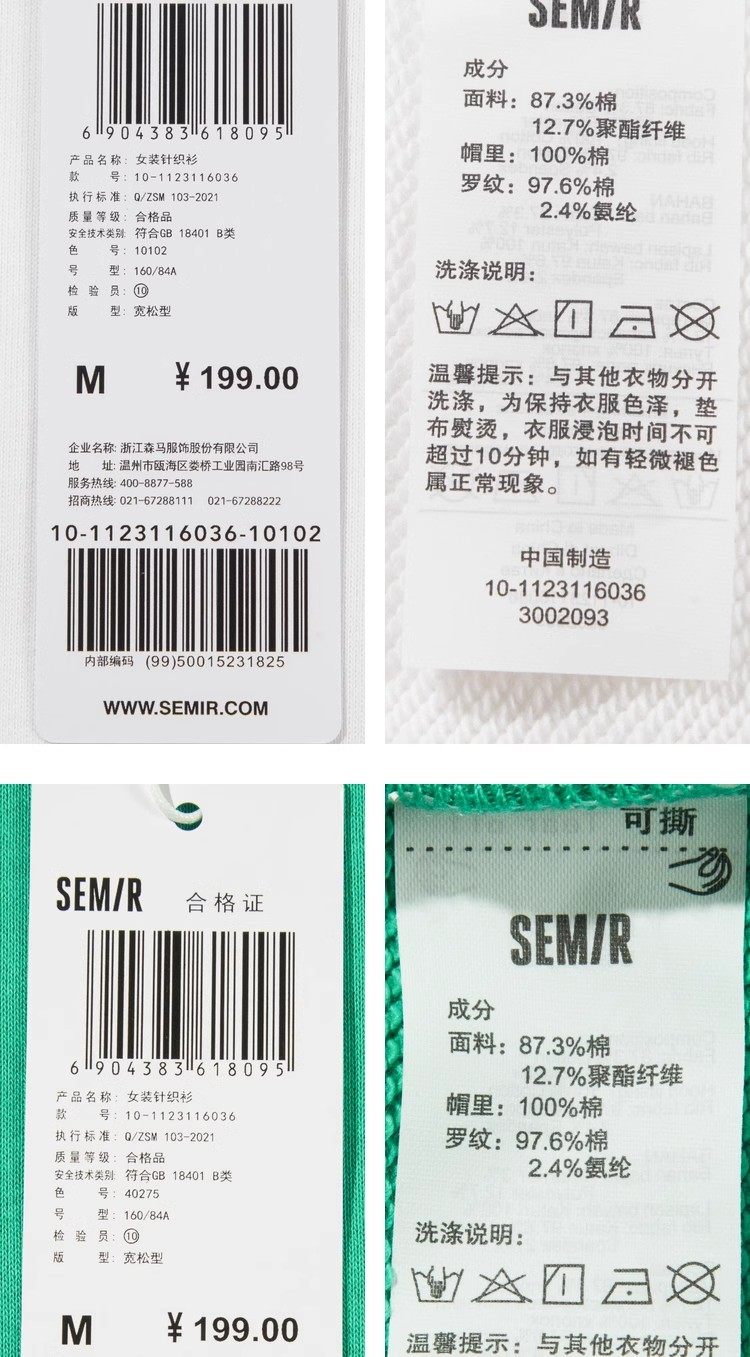 6 904383 618095
产品名称: 女装针织衫
款 号: 10-1123116036
执行标准: Q/ZSM 103-2021
质量等级: 合格品
安全技术类别: 符合GB 18401 B类
色 号: 10102
号 型: 160/84A
检 验 员: ⑩
版 型: 宽松型
M ¥ 199.00
企业名称: 浙江森马服饰股份有限公司
地 址: 温州市瓯海区娄桥工业园南汇路98号
服务热线: 400-8877-588
招商热线: 021-67288111 021-67288222
10-1123116036-10102
内部编码 (99)50015231825
WWW.SEMIR.COM
SEMIR
成分
面料: 87.3%棉
12.7%聚酯纤维
帽里: 100%棉
罗纹: 97.6%棉
2.4%氨纶
洗涤说明:
温馨提示: 与其他衣物分开
洗涤，为保持衣服色泽，垫
布熨烫，衣服浸泡时间不可
超过10分钟，如有轻微褪色
属正常现象。
中国制造
10-1123116036
3002093
SEMIR 合格证
6 904383 618095
产品名称: 女装针织衫
款 号: 10-1123116036
执行标准: Q/ZSM 103-2021
质量等级: 合格品
安全技术类别: 符合GB 18401 B类
色 号: 40275
号 型: 160/84A
检 验 员: ⑩
版 型: 宽松型
M ¥ 199.00
可撕
SEMIR
成分
面料: 87.3%棉
12.7%聚酯纤维
帽里: 100%棉
罗纹: 97.6%棉
2.4%氨纶
洗涤说明:
温馨提示: 与其他衣物分开